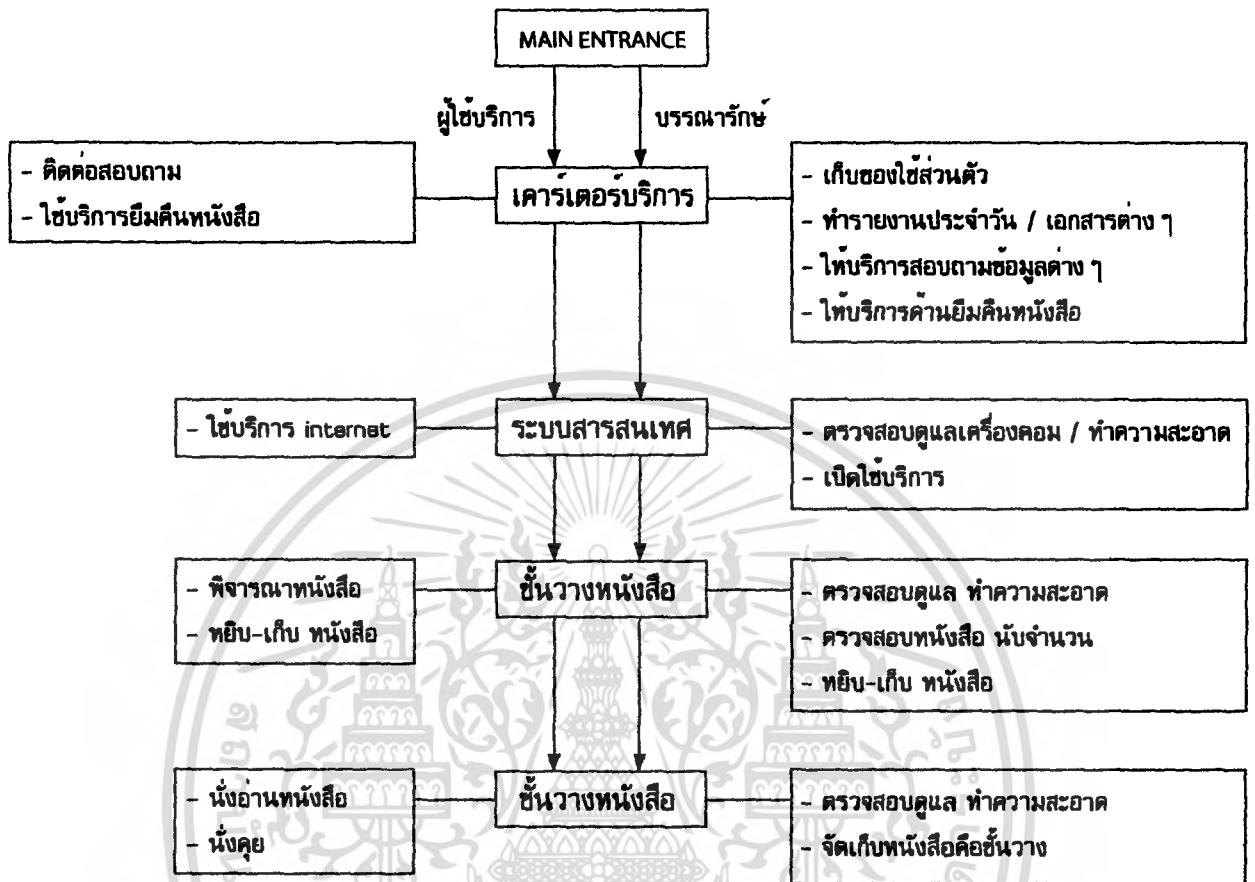 MAIN ENTRANCE
ผู้ใช้บริการ
บรรณารักษ์
- ติดต่อสอบถาม
- ใช้บริการยืมคืนหนังสือ
เคาร์เตอร์บริการ
- เก็บของใช้ส่วนตัว
- ทำรายงานประจำวัน / เอกสารต่าง ๆ
- ให้บริการสอบถามข้อมูลต่าง ๆ
- ให้บริการด้านยืมคืนหนังสือ
- ใช้บริการ internet
ระบบสารสนเทศ
- ตรวจสอบดูแลเครื่องคอม / ทำความสะอาด
- เปิดใช้บริการ
- พิจารณาหนังสือ
- หยิบ-เก็บ หนังสือ
ชั้นวางหนังสือ
- ตรวจสอบดูแล ทำความสะอาด
- ตรวจสอบหนังสือ นับจำนวน
- หยิบ-เก็บ หนังสือ
- นั่งอ่านหนังสือ
- นั่งคุย
ชั้นวางหนังสือ
- ตรวจสอบดูแล ทำความสะอาด
- จัดเก็บหนังสือคือชั้นวาง